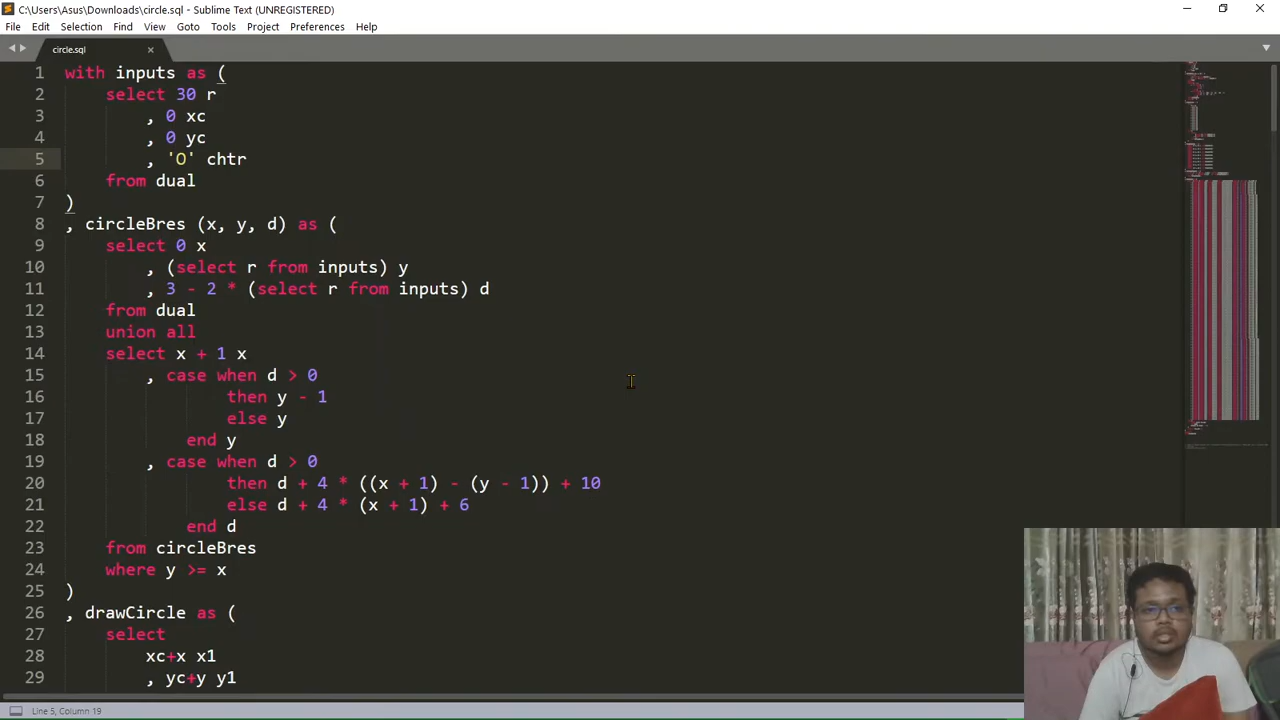 C:\Users\Asus\Downloads\circle.sql - Sublime Text (UNREGISTERED)
File Edit Selection Find View Goto Tools Project Preferences Help
circle.sql
1 with inputs as (
2 select 30 r
3 , 0 xc
4 , 0 yc
5 , 'O' chtr
6 from dual
7 )
8 , circleBres (x, y, d) as (
9 select 0 x
10 , (select r from inputs) y
11 , 3 - 2 * (select r from inputs) d
12 from dual
13 union all
14 select x + 1 x
15 , case when d > 0
16 then y - 1
17 else y
18 end y
19 , case when d > 0
20 then d + 4 * ((x + 1) - (y - 1)) + 10
21 else d + 4 * (x + 1) + 6
22 end d
23 from circleBres
24 where y >= x
25 )
26 , drawCircle as (
27 select
28 xc+x x1
29 , yc+y y1
Line 5, Column 19